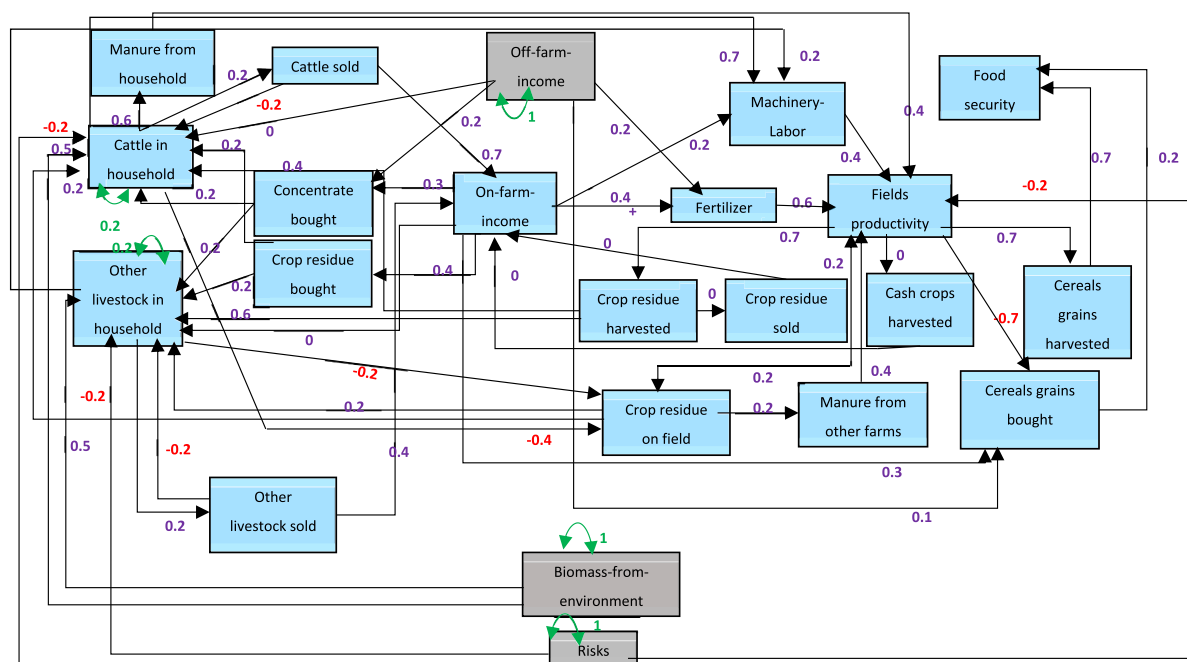 Manure from
household
Cattle sold
Off-farm-
income
Food
security
Machinery-
Labor
Cattle in
household
Concentrate
bought
On-farm-
income
Fertilizer
Fields
productivity
Other
livestock in
household
Crop residue
bought
Crop residue
harvested
Crop residue
sold
Cash crops
harvested
Cereals
grains
harvested
Crop residue
on field
Manure from
other farms
Cereals grains
bought
Other
livestock sold
Biomass-from-
environment
Risks
0.7
0.2
0.2
-0.2
0.6
0
1
0.2
0.2
0.4
-0.2
0.5
0.2
0.2
0.2
0.4
0.7
0.3
0.2
0.4
+
0.4
0.6
0.7
0.2
-0.2
0.2
0.2
0.2
0.2
0.6
0
0.4
0
0
0.7
0
0.2
0
0.7
-0.7
-0.2
0.2
-0.4
0.2
0.2
0.4
-0.2
0.5
-0.2
0.4
0.3
0.1
0.2
1
1